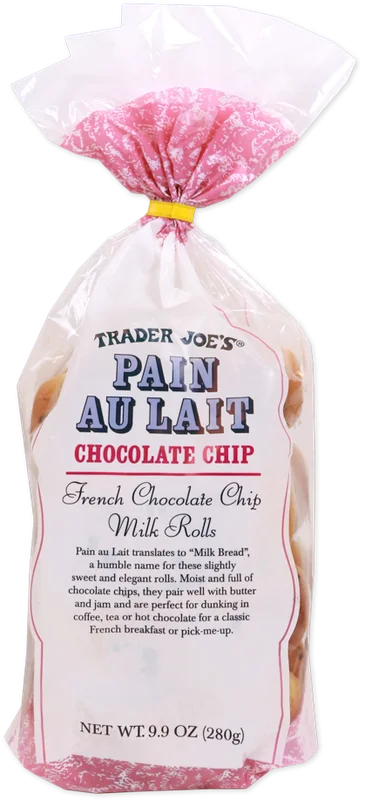 TRADER JOE'S®
PAIN
AU LAIT
CHOCOLATE CHIP
French Chocolate Chip
Milk Rolls
Pain au Lait translates to “Milk Bread”,
a humble name for these slightly
sweet and elegant rolls. Moist and full of
chocolate chips, they pair well with butter
and jam and are perfect for dunking in
coffee, tea or hot chocolate for a classic
French breakfast or pick-me-up.
NET WT. 9.9 OZ (280g)